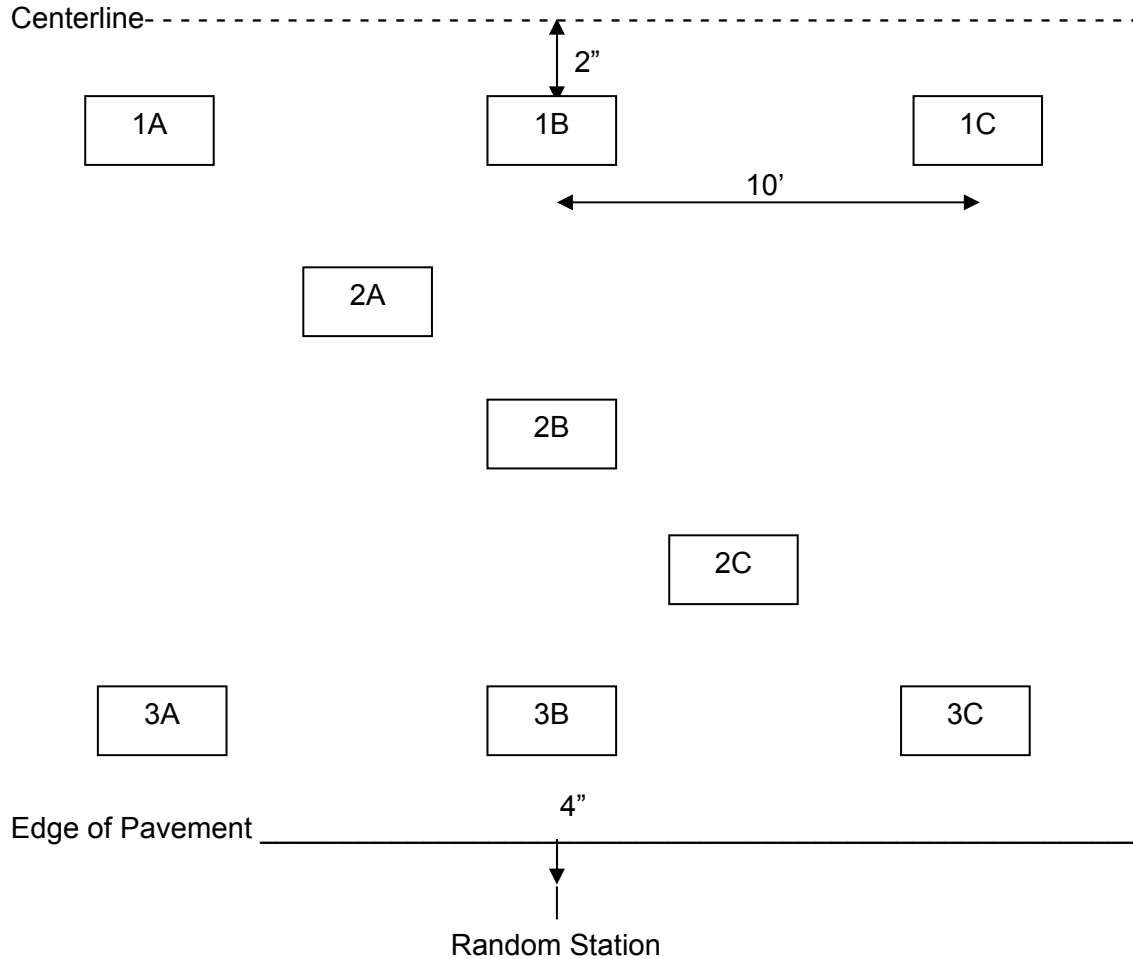 Centerline
2”
1A 1B 1C
10’
2A
2B
2C
3A 3B 3C
4”
Edge of Pavement
Random Station